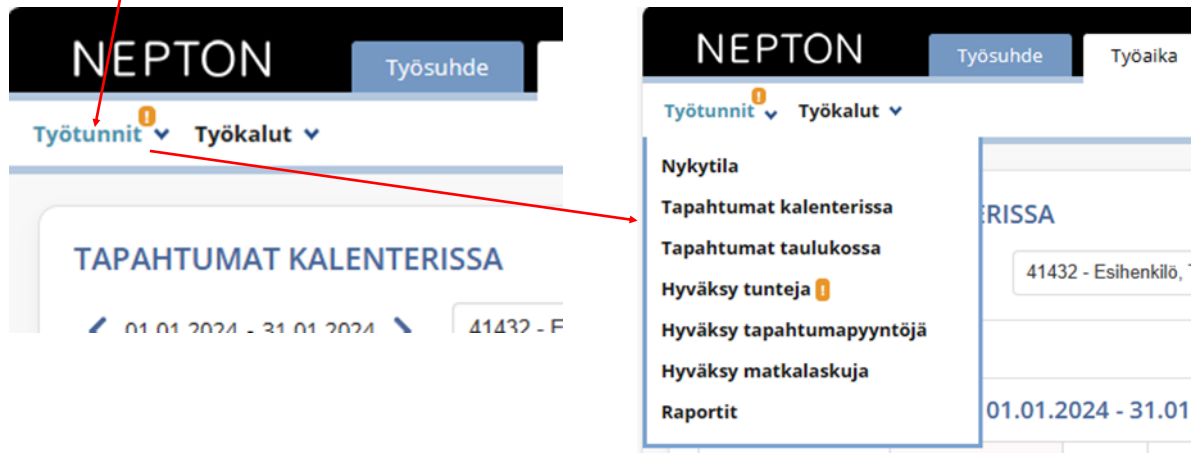 NEPTON
Työsuhde
Työtunnit ! Työkalut
TAPAHTUMAT KALENTERISSA
01.01.2024 - 31.01.2024
41432 - E
NEPTON
Työsuhde Työaika
Työtunnit ! Työkalut
Nykytila
Tapahtumat kalenterissa
Tapahtumat taulukossa
Hyväksy tunteja !
Hyväksy tapahtumapyyntöjä
Hyväksy matkalaskuja
Raportit
ERISSA
41432 - Esihenkilö,
01.01.2024 - 31.01